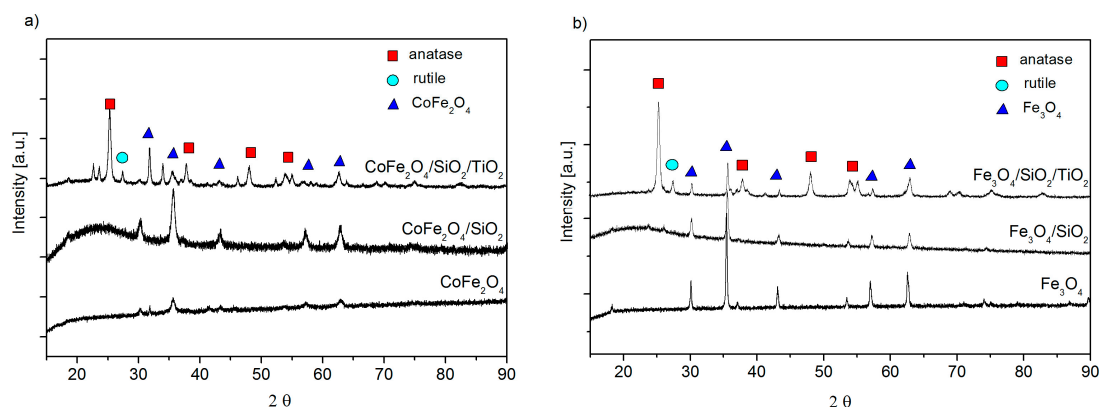 a)
anatase
rutile
CoFe₂O₄
CoFe₂O₄/SiO₂/TiO₂
CoFe₂O₄/SiO₂
CoFe₂O₄
Intensity [a.u.]
20 30 40 50 60 70 80 90
2 θ
b)
anatase
rutile
Fe₃O₄
Fe₃O₄/SiO₂/TiO₂
Fe₃O₄/SiO₂
Fe₃O₄
Intensity [a.u.]
20 30 40 50 60 70 80 90
2 θ